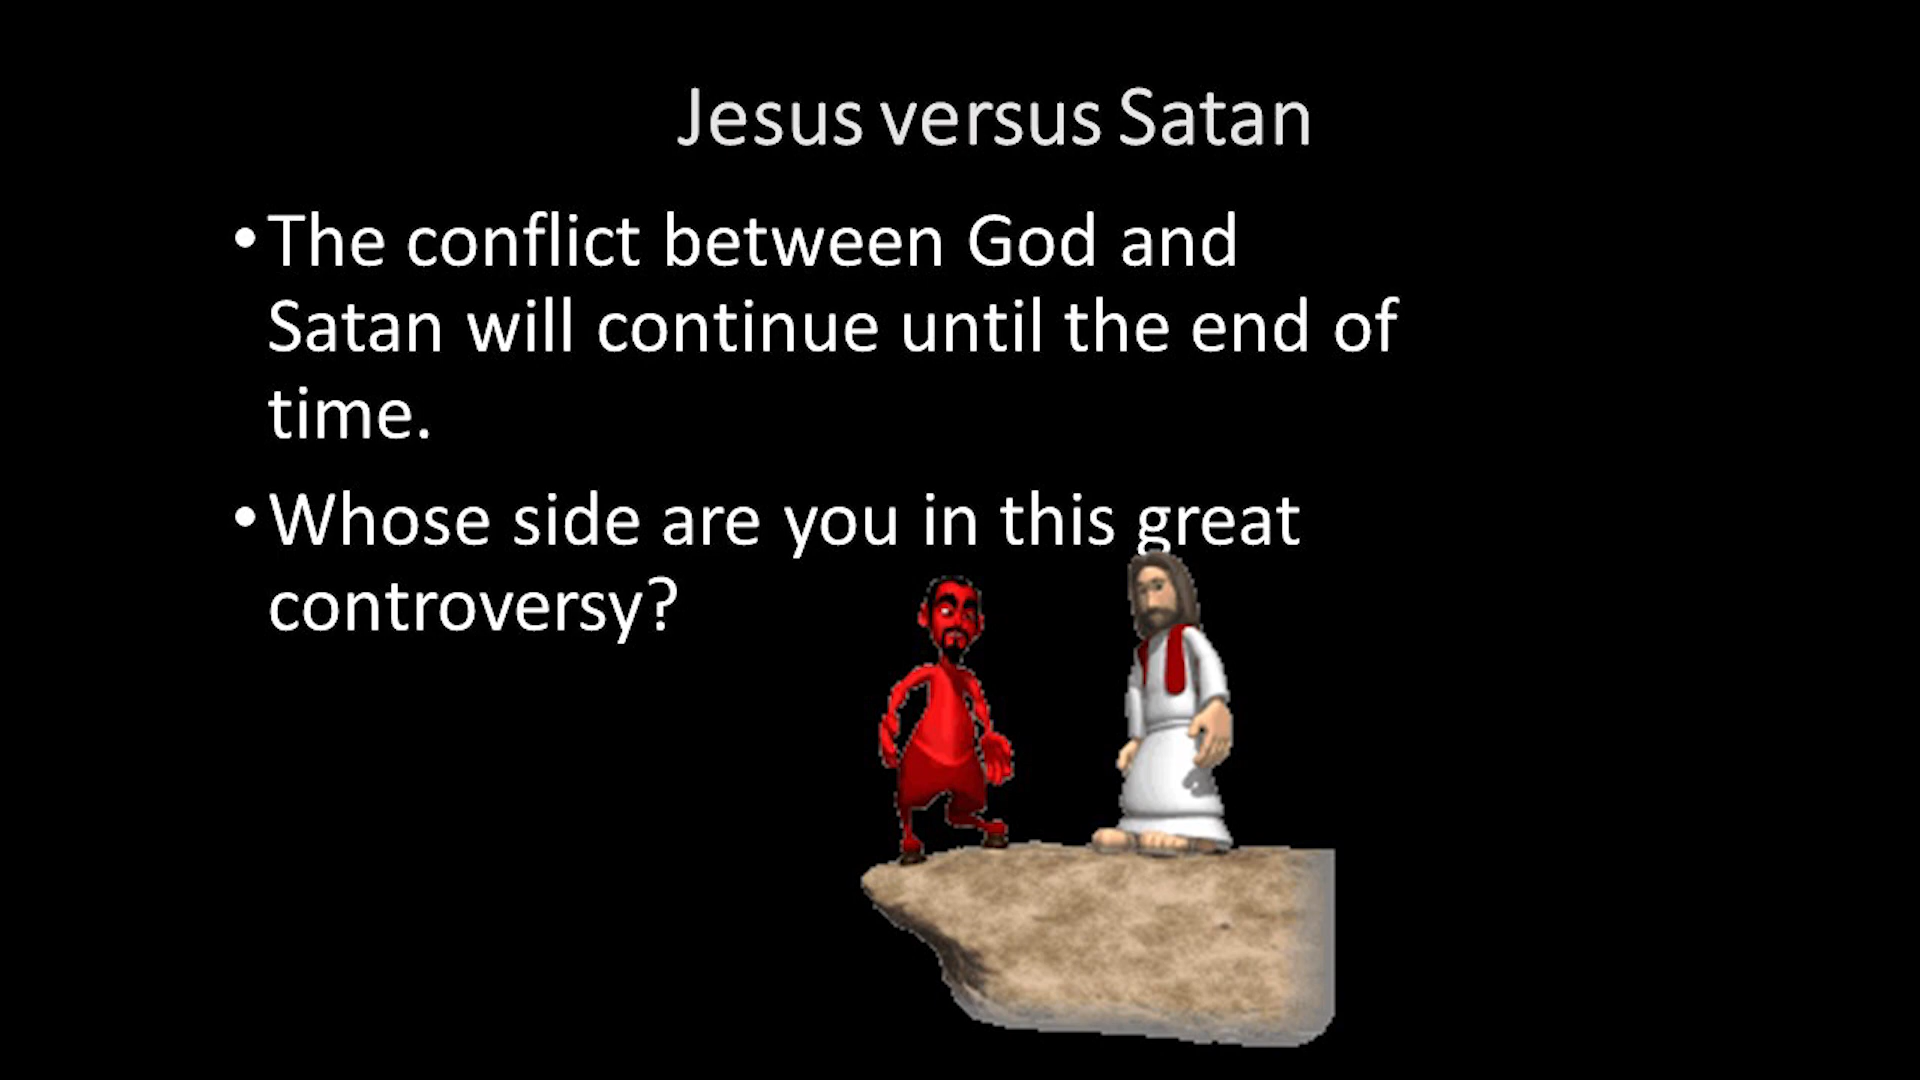 Jesus versus Satan
•The conflict between God and
Satan will continue until the end of
time.
•Whose side are you in this great
controversy?